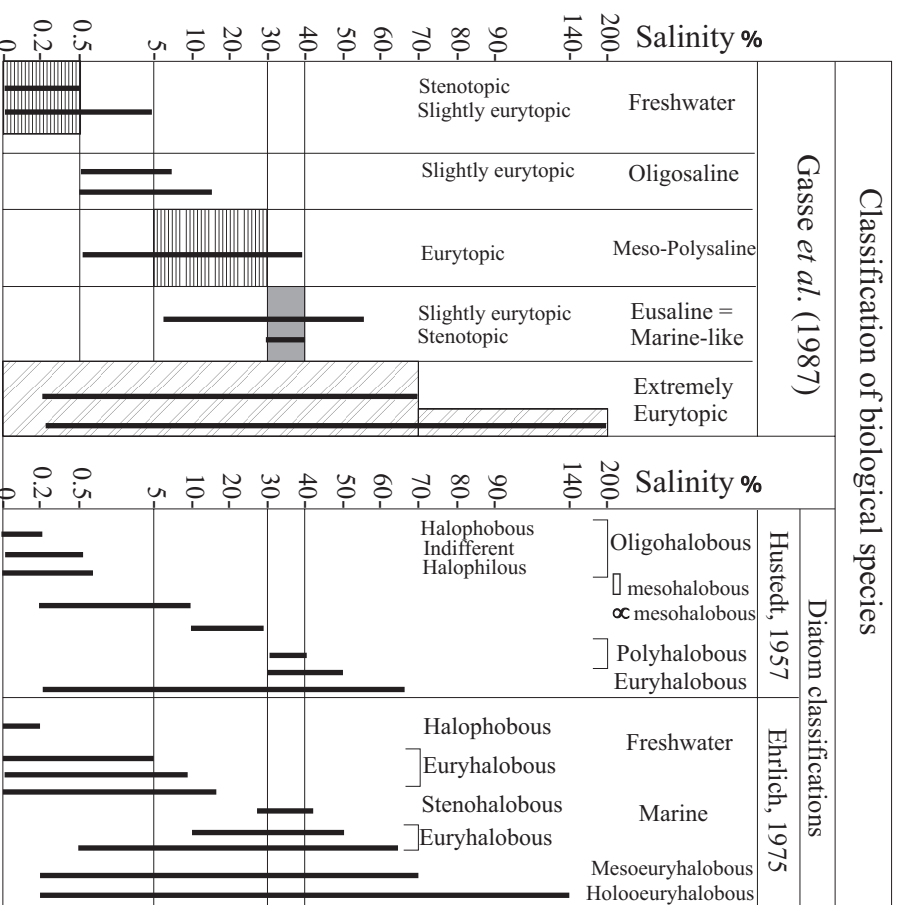 Classification of biological species
Gasse et al. (1987)
Salinity %
0
0.2
0.5
5
10
20
30
40
50
60
70
80
90
140
200
Stenotopic
Slightly eurytopic
Freshwater
Slightly eurytopic
Oligosaline
Eurytopic
Meso-Polysaline
Slightly eurytopic
Stenotopic
Eusaline =
Marine-like
Extremely
Eurytopic
Diatom classifications
Hustedt, 1957
Salinity %
0
0.2
0.5
5
10
20
30
40
50
60
70
80
90
140
200
Halophobous
Indifferent
Halophilous
Oligohalobous
▯ mesohalobous
∝ mesohalobous
Polyhalobous
Euryhalobous
Ehrlich, 1975
Halophobous
Euryhalobous
Freshwater
Stenohalobous
Euryhalobous
Marine
Mesoeuryhalobous
Holooeuryhalobous